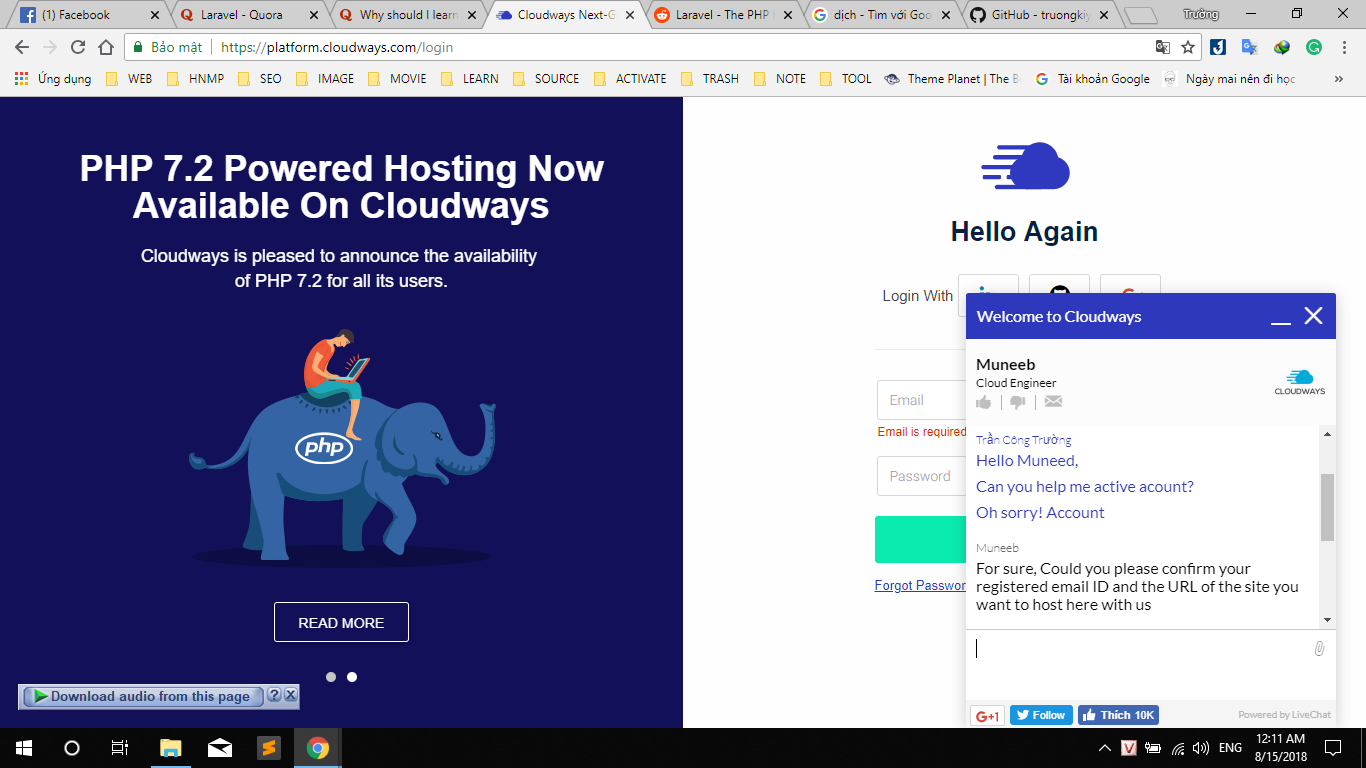 (1) Facebook
Laravel - Quora
Why should I learn
Cloudways Next-G
Laravel - The PHP
dịch - Tìm với Goo
GitHub - truongki
Trường
Bảo mật
https://platform.cloudways.com/login
Ứng dụng
WEB
HNMP
SEO
IMAGE
MOVIE
LEARN
SOURCE
ACTIVATE
TRASH
NOTE
TOOL
Theme Planet | The B
Tài khoản Google
Ngày mai nên đi học
»
PHP 7.2 Powered Hosting Now
Available On Cloudways
Cloudways is pleased to announce the availability
of PHP 7.2 for all its users.
php
READ MORE
Download audio from this page
?
Hello Again
Login With
Email
Email is required
Password
Forgot Passwor
Welcome to Cloudways
Muneeb
Cloud Engineer
CLOUDWAYS
Trần Công Trường
Hello Muneed,
Can you help me active acount?
Oh sorry! Account
Muneeb
For sure, Could you please confirm your
registered email ID and the URL of the site you
want to host here with us
G+1
Follow
Thích 10K
Powered by LiveChat
ENG
12:11 AM
8/15/2018